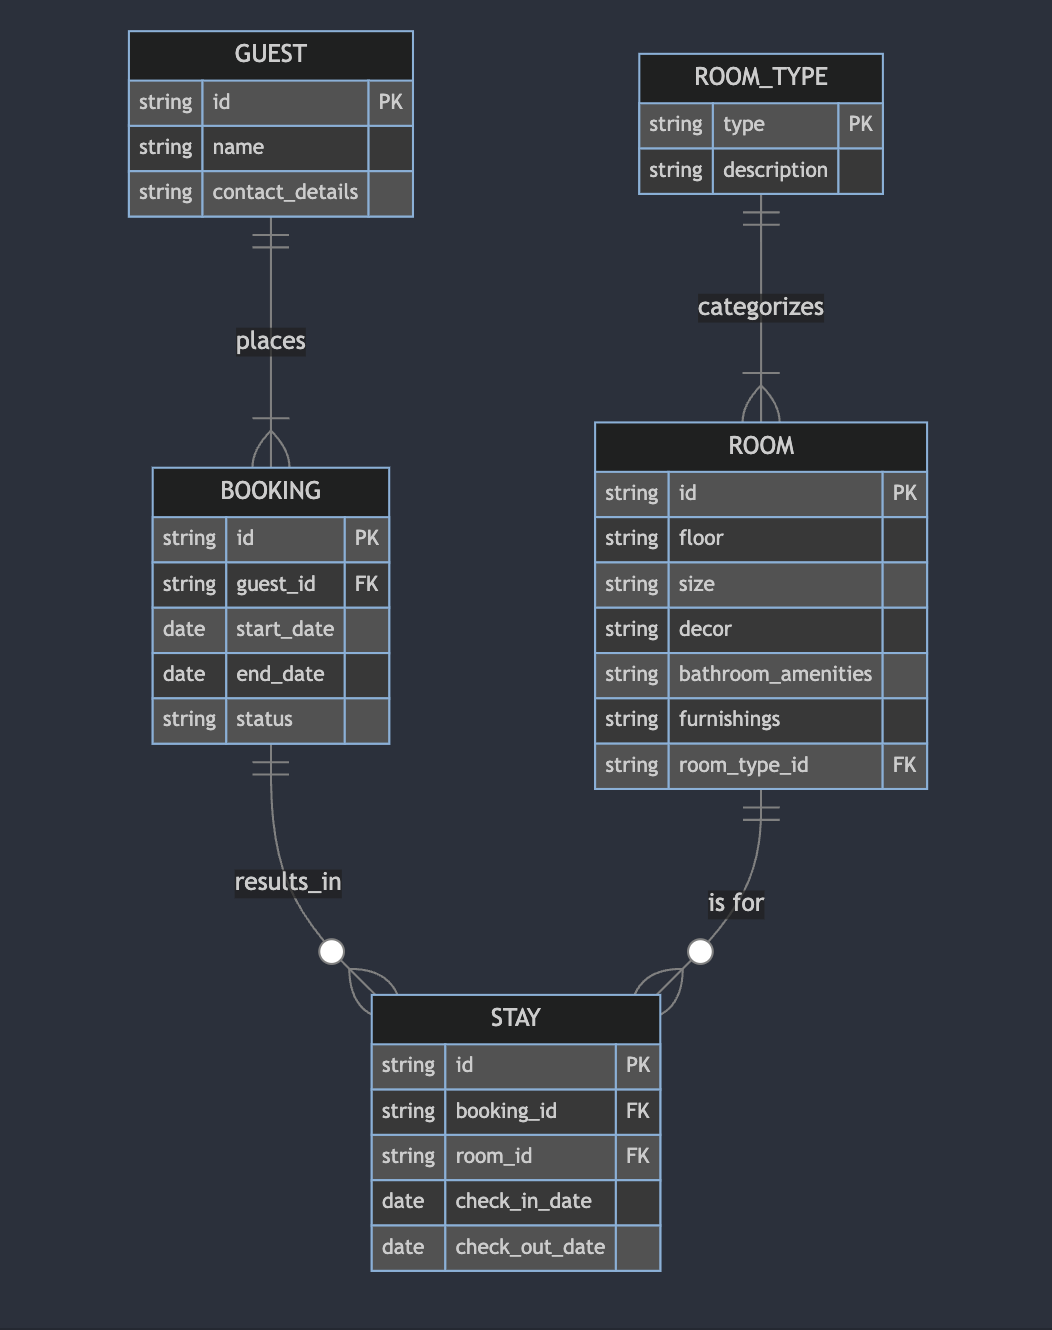 GUEST
string id PK
string name
string contact_details
ROOM_TYPE
string type PK
string description
places
categorizes
BOOKING
string id PK
string guest_id FK
date start_date
date end_date
string status
ROOM
string id PK
string floor
string size
string decor
string bathroom_amenities
string furnishings
string room_type_id FK
results_in
is for
STAY
string id PK
string booking_id FK
string room_id FK
date check_in_date
date check_out_date